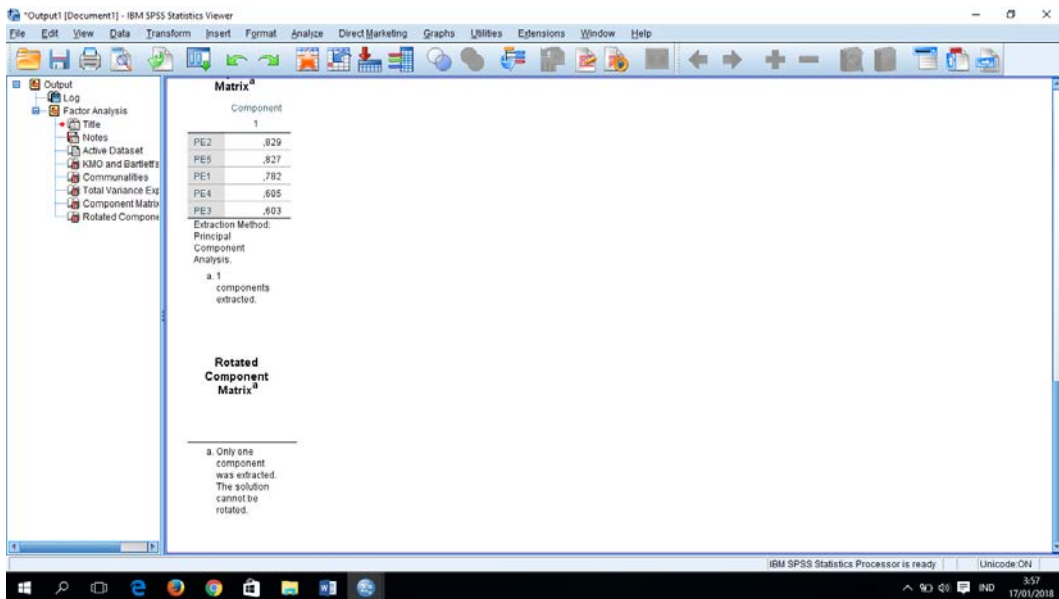 *Output1 [Document1] - IBM SPSS Statistics Viewer
File Edit View Data Transform Insert Format Analyze Direct Marketing Graphs Utilities Extensions Window Help
Output
Log
Factor Analysis
Title
Notes
Active Dataset
KMO and Bartlett's
Communalities
Total Variance Exp
Component Matrix
Rotated Compone
Matrixa
Component
1
PE2 ,829
PE5 ,827
PE1 ,782
PE4 ,605
PE3 ,603
Extraction Method:
Principal
Component
Analysis.
a. 1
components
extracted.
Rotated
Component
Matrixa
a. Only one
component
was extracted.
The solution
cannot be
rotated.
IBM SPSS Statistics Processor is ready Unicode:ON
IND 3:57
17/01/2018